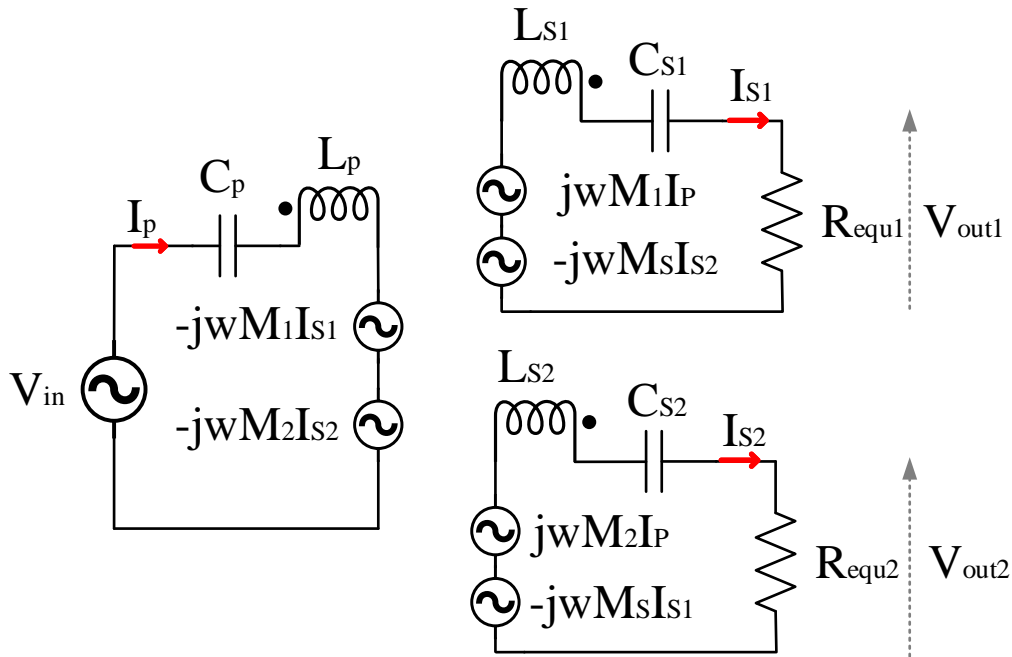 Vin
Ip
Cp
Lp
-jwM1IS1
-jwM2IS2
LS1
CS1
IS1
jwM1IP
-jwMSIS2
Requ1
Vout1
LS2
CS2
IS2
jwM2IP
-jwMSIS1
Requ2
Vout2